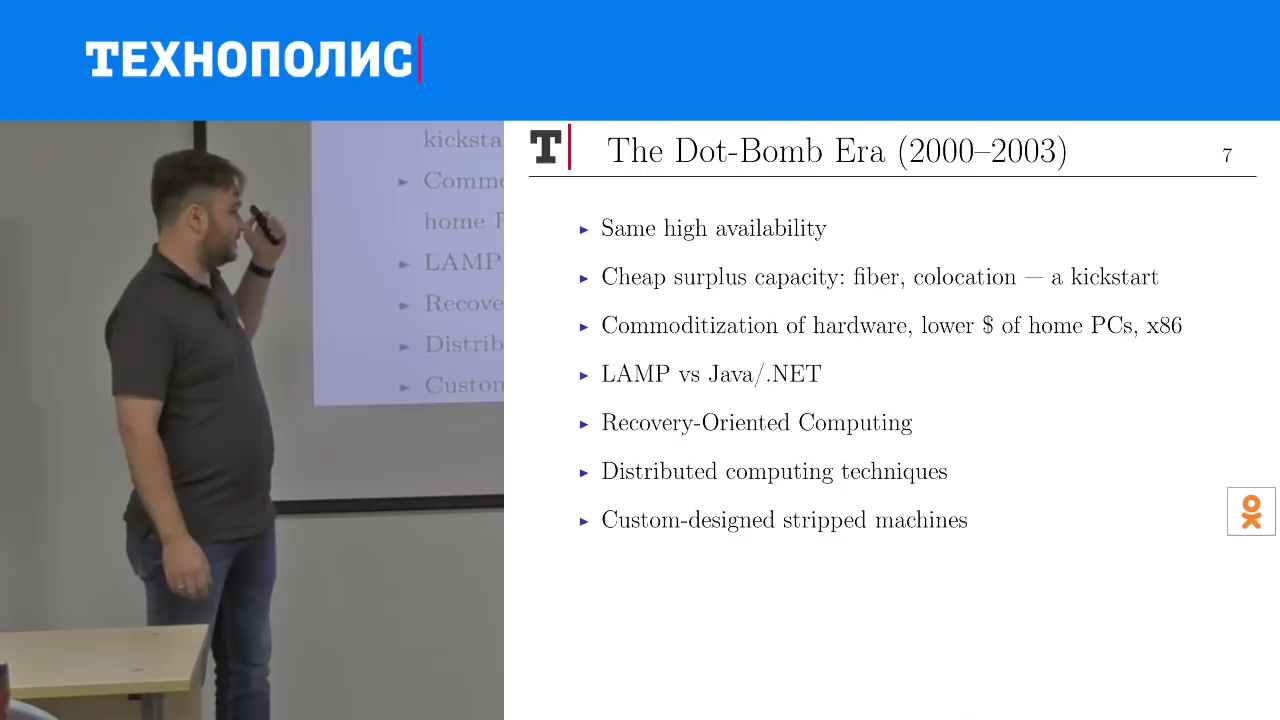 ТЕХНОПОЛИС
kicksta
Comm
home
LAMP
Recove
Distrib
Custom
T
The Dot-Bomb Era (2000–2003)
7
▸ Same high availability
▸ Cheap surplus capacity: fiber, colocation — a kickstart
▸ Commoditization of hardware, lower $ of home PCs, x86
▸ LAMP vs Java/.NET
▸ Recovery-Oriented Computing
▸ Distributed computing techniques
▸ Custom-designed stripped machines